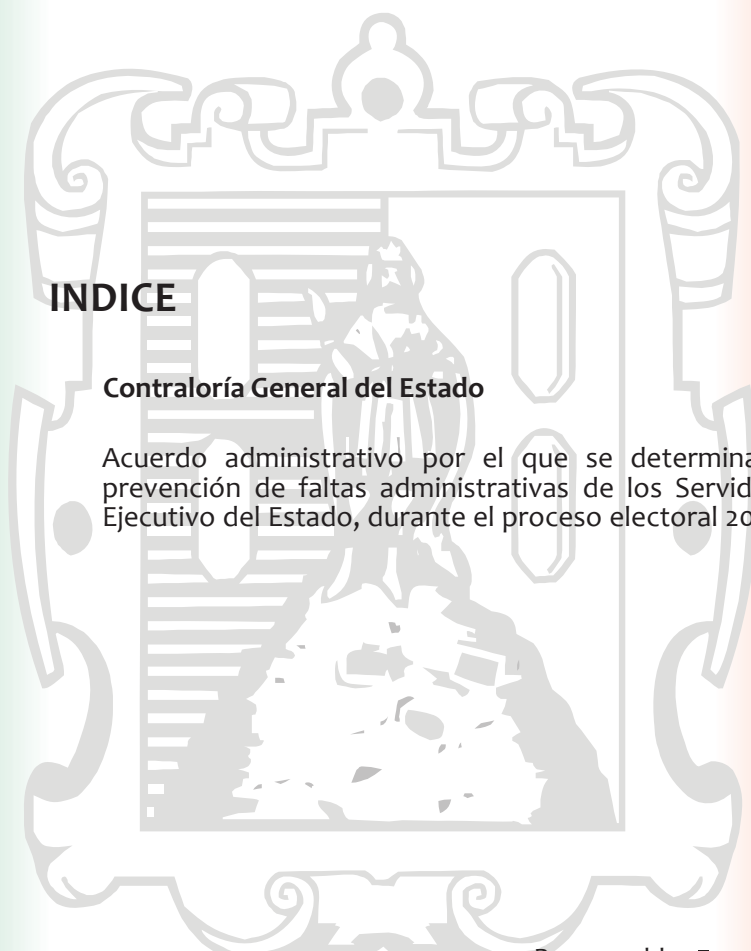 INDICE
Contraloría General del Estado
Acuerdo administrativo por el que se determina
prevención de faltas administrativas de los Servid
Ejecutivo del Estado, durante el proceso electoral 20